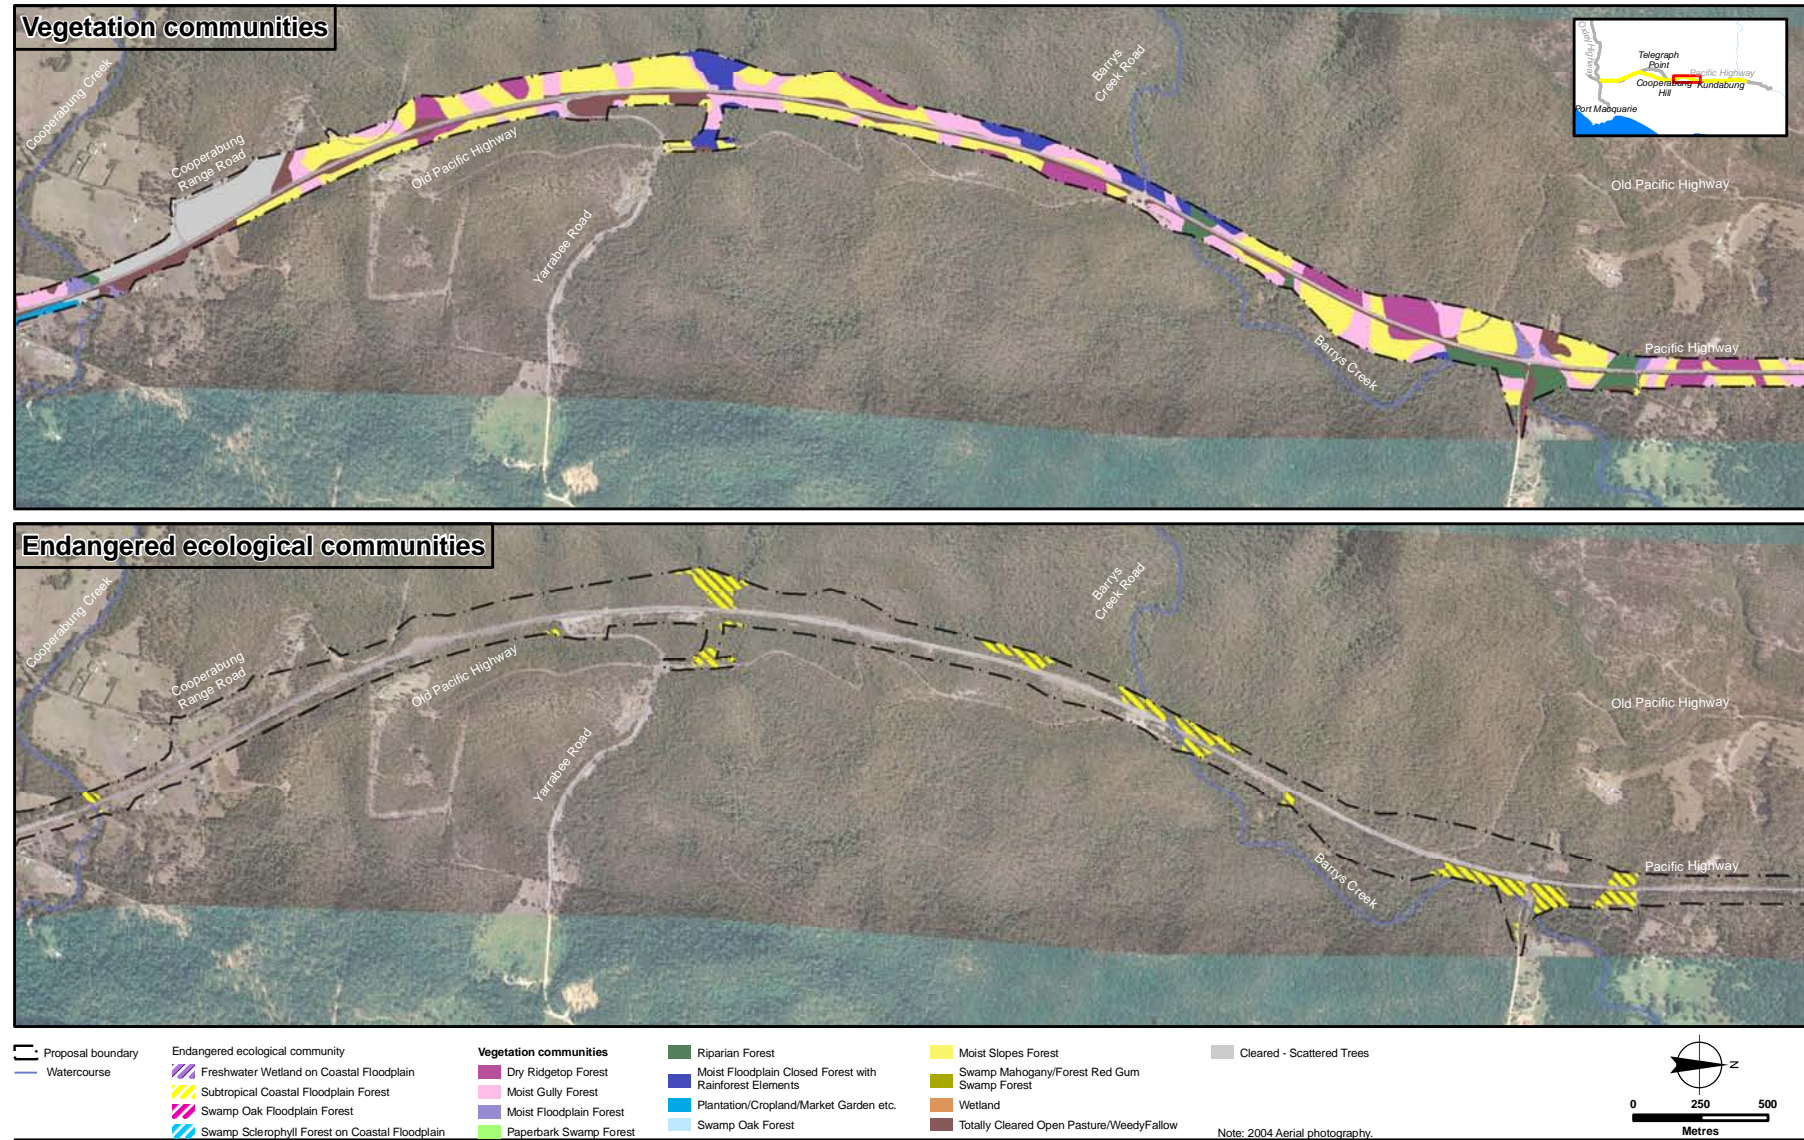 Vegetation communities
Cooperabung Creek
Cooperabung
Range Road
Old Pacific Highway
Yarrabee Road
Barrys
Creek Road
Barrys Creek
Old Pacific Highway
Pacific Highway
Oxley Highway
Telegraph
Point
Pacific Highway
Cooperabung
Hill
Kundabung
Port Macquarie
Endangered ecological communities
Cooperabung Creek
Cooperabung
Range Road
Old Pacific Highway
Yarrabee Road
Barrys
Creek Road
Barrys Creek
Old Pacific Highway
Pacific Highway
Proposal boundary
Watercourse
Endangered ecological community
Freshwater Wetland on Coastal Floodplain
Subtropical Coastal Floodplain Forest
Swamp Oak Floodplain Forest
Swamp Sclerophyll Forest on Coastal Floodplain
Vegetation communities
Dry Ridgetop Forest
Moist Gully Forest
Moist Floodplain Forest
Paperbark Swamp Forest
Riparian Forest
Moist Floodplain Closed Forest with
Rainforest Elements
Plantation/Cropland/Market Garden etc.
Swamp Oak Forest
Moist Slopes Forest
Swamp Mahogany/Forest Red Gum
Swamp Forest
Wetland
Totally Cleared Open Pasture/WeedyFallow
Cleared - Scattered Trees
Note: 2004 Aerial photography.
N
0 250 500
Metres